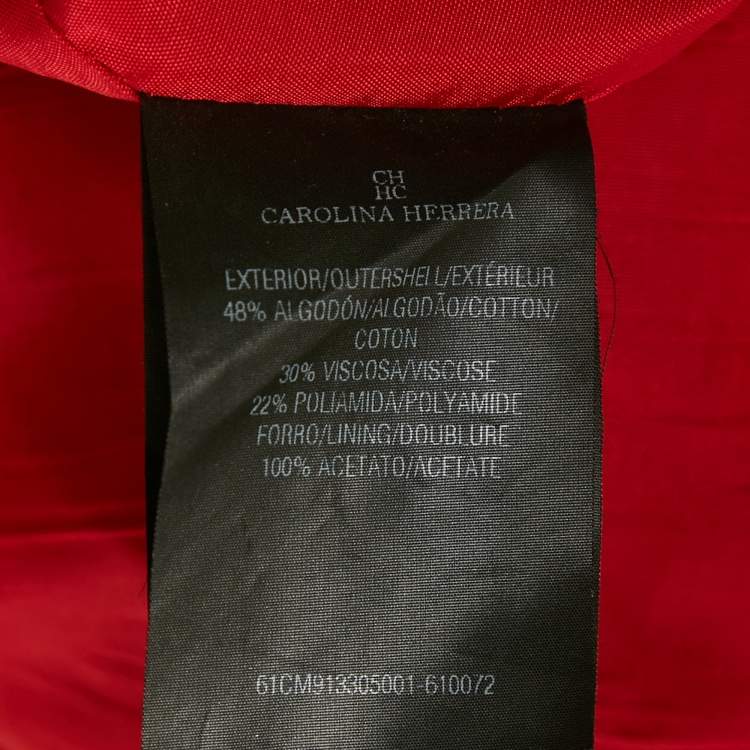 CH
HC
CAROLINA HERRERA
EXTERIOR/OUTERSHELL/EXTÉRIEUR
48% ALGODÓN/ALGODÃO/COTTON/
COTON
30% VISCOSA/VISCOSE
22% POLIAMIDA/POLYAMIDE
FORRO/LINING/DOUBLURE
100% ACETATO/ACETATE
61CM913305001-610072